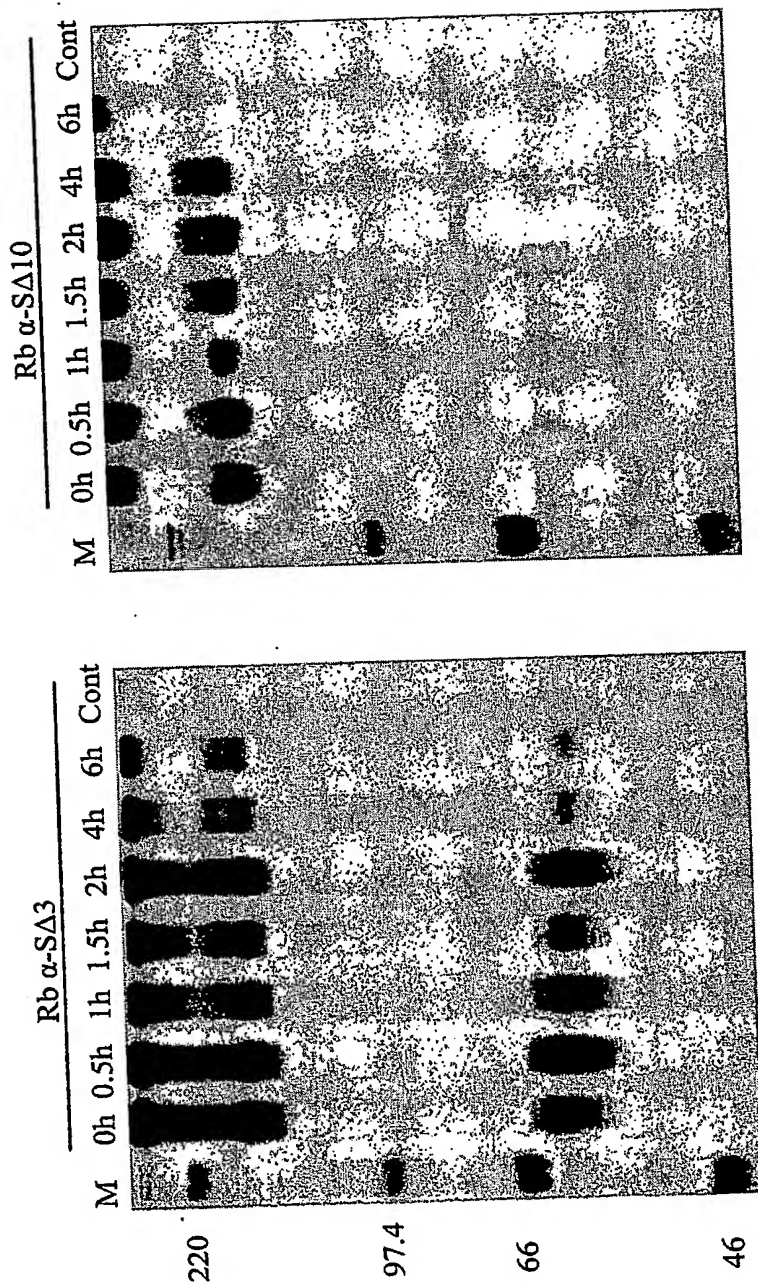 Rb α-SΔ3
M 0h 0.5h 1h 1.5h 2h 4h 6h Cont
220
97.4
66
46
Rb α-SΔ10
M 0h 0.5h 1h 1.5h 2h 4h 6h Cont